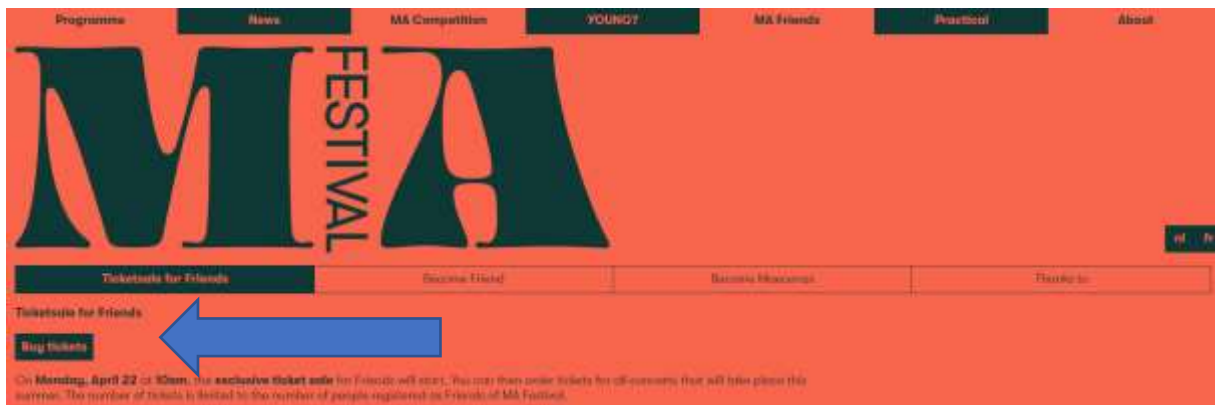 Programme News MA Competition YOUNG? MA Friends Practical About
MA FESTIVAL
nl fr
Ticketsale for Friends Become Friend Become Maecenas Thanks to
Ticketsale for Friends
Buy tickets
On Monday, April 22 at 10am, the exclusive ticket sale for Friends will start. You can then order tickets for all concerts that will take place this
summer. The number of tickets is limited to the number of people registered as Friends of MA Festival.